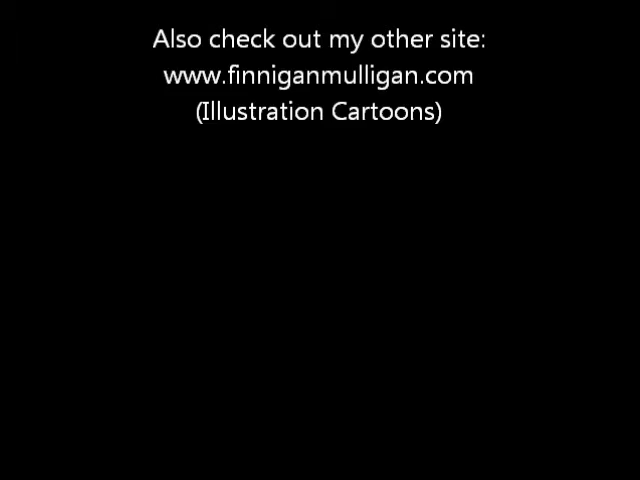 Also check out my other site:
www.finniganmulligan.com
(Illustration Cartoons)